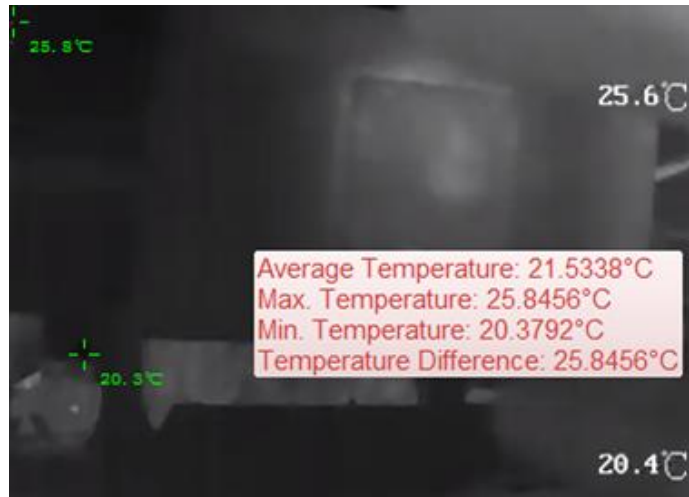 25.8℃
25.6℃
Average Temperature: 21.5338°C
Max. Temperature: 25.8456°C
Min. Temperature: 20.3792°C
Temperature Difference: 25.8456°C
20.3℃
20.4℃